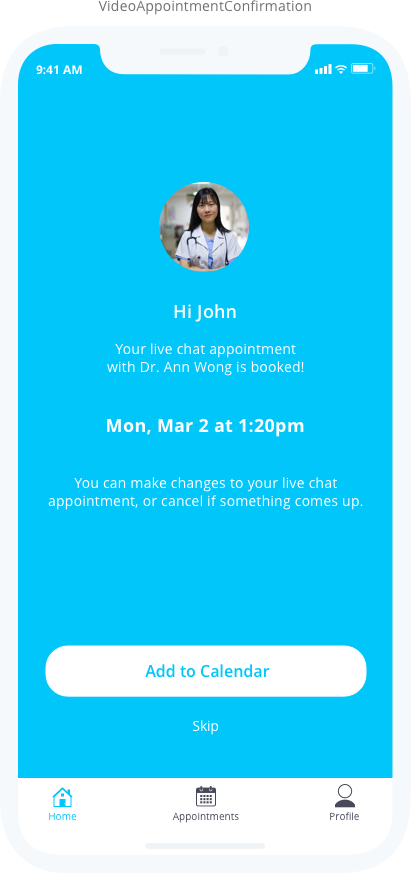 VideoAppointmentConfirmation
9:41 AM
Hi John
Your live chat appointment
with Dr. Ann Wong is booked!
Mon, Mar 2 at 1:20pm
You can make changes to your live chat
appointment, or cancel if something comes up.
Add to Calendar
Skip
Home
Appointments
Profile